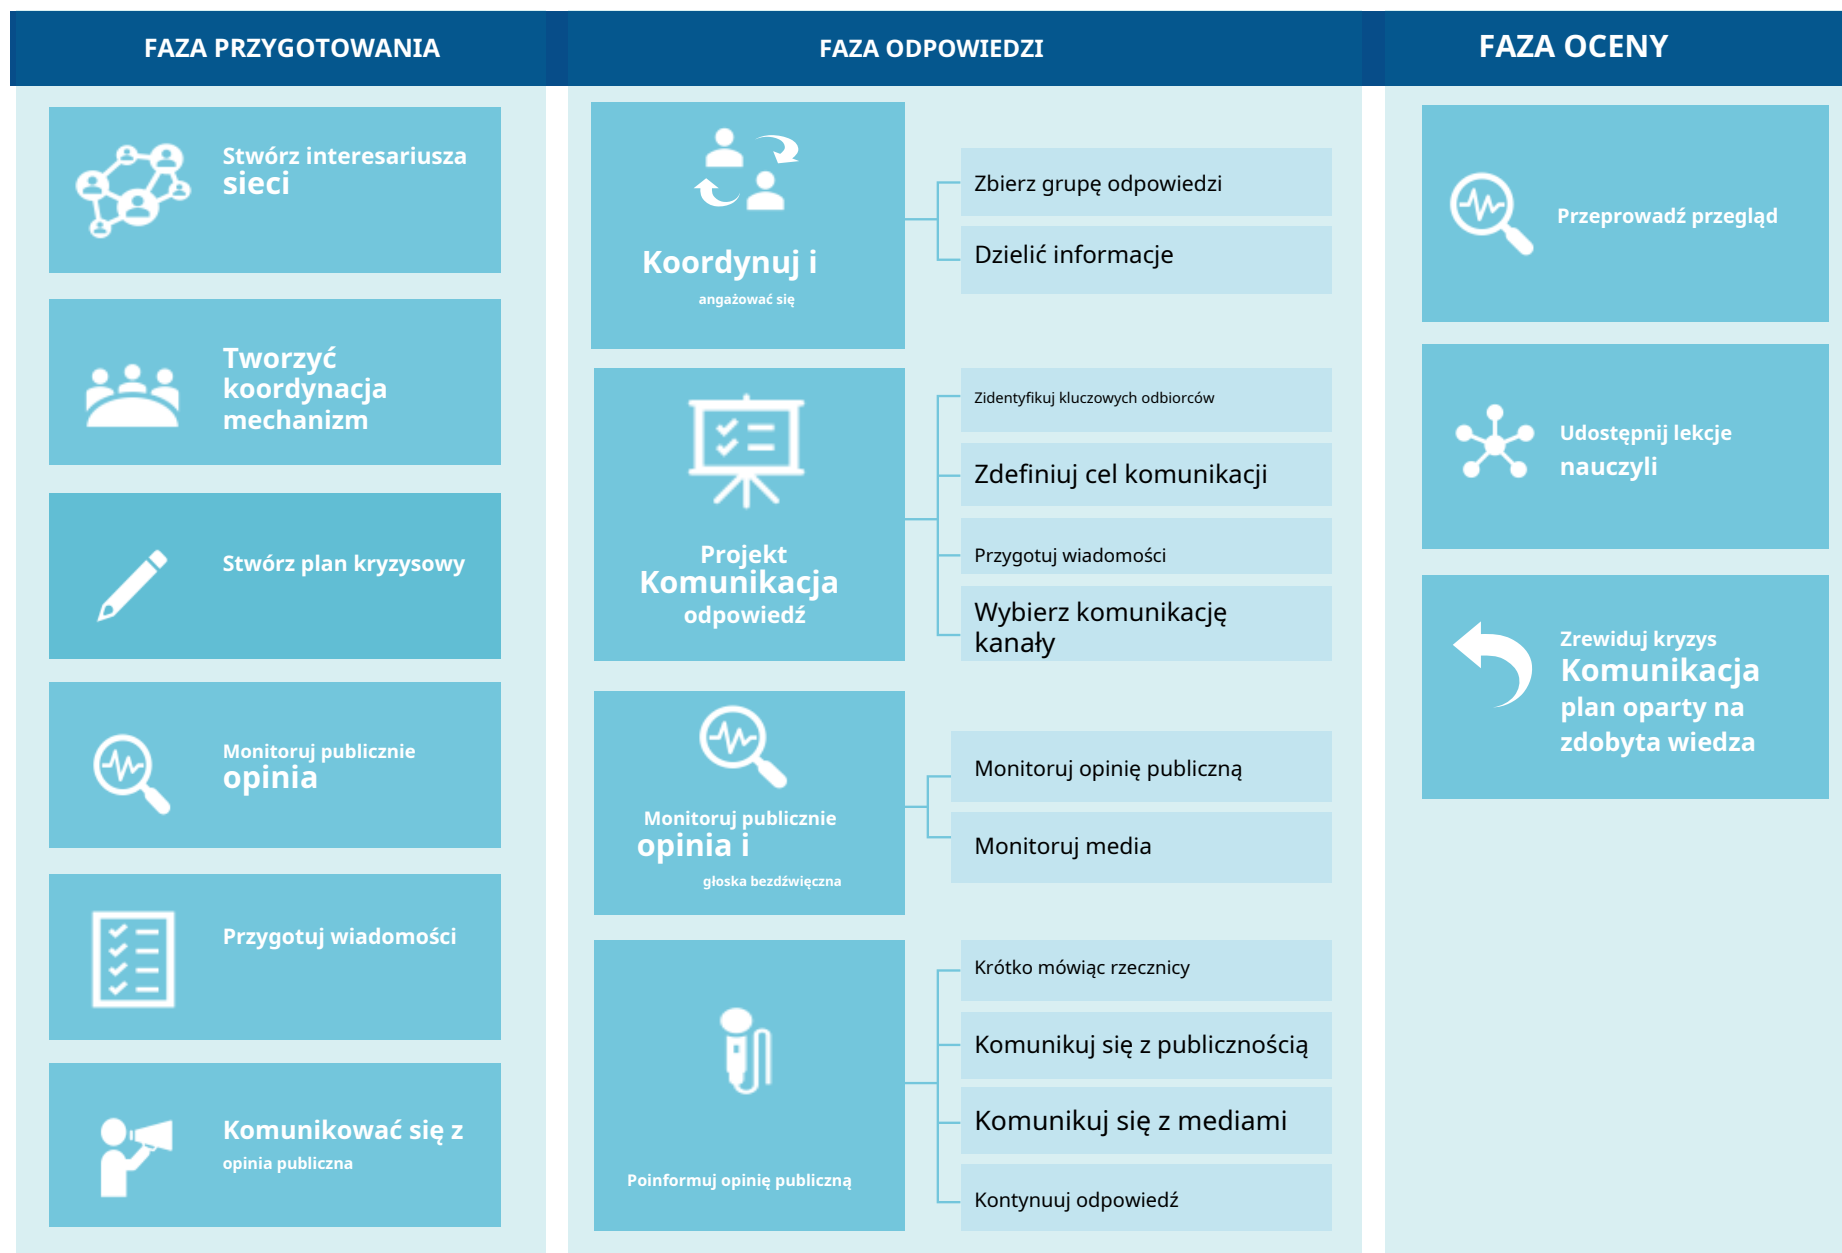 FAZA PRZYGOTOWANIA
Stwórz interesariusza
sieci
Tworzyć
koordynacja
mechanizm
Stwórz plan kryzysowy
Monitoruj publicznie
opinia
Przygotuj wiadomości
Komunikować się z
opinia publiczna
FAZA ODPOWIEDZI
Koordynuj i
angażować się
Zbierz grupę odpowiedzi
Dzielić informacje
Projekt
Komunikacja
odpowiedź
Zidentyfikuj kluczowych odbiorców
Zdefiniuj cel komunikacji
Przygotuj wiadomości
Wybierz komunikację
kanały
Monitoruj publicznie
opinia i
głoska bezdźwięczna
Monitoruj opinię publiczną
Monitoruj media
Poinformuj opinię publiczną
Krótko mówiąc rzecznicy
Komunikuj się z publicznością
Komunikuj się z mediami
Kontynuuj odpowiedź
FAZA OCENY
Przeprowadź przegląd
Udostępnij lekcje
nauczyli
Zrewiduj kryzys
Komunikacja
plan oparty na
zdobyta wiedza